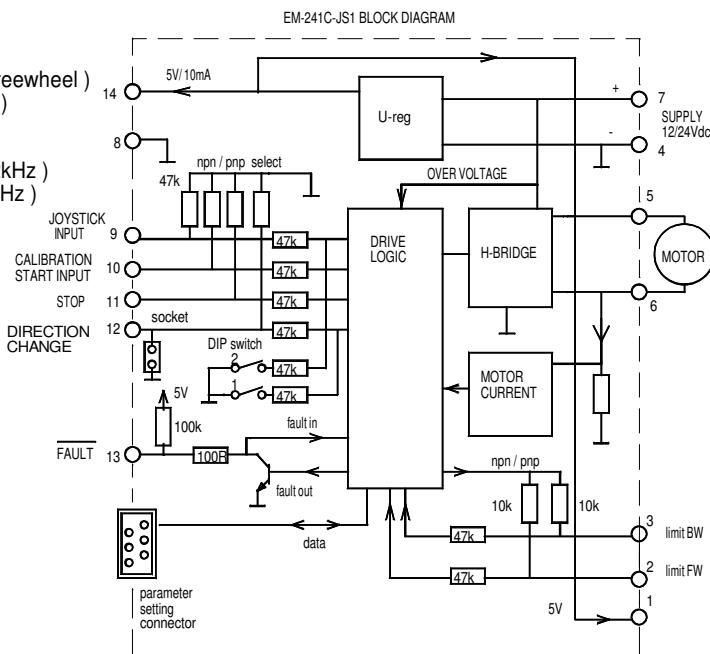 EM-241C-JS1 BLOCK DIAGRAM
reewheel )
)
kHz )
Hz )
14
5V/ 10mA
U-reg
+
7
SUPPLY
12/24Vdc
-
4
8
npn / pnp select
47k
OVER VOLTAGE
5
JOYSTICK
INPUT
9
47k
DRIVE
LOGIC
H-BRIDGE
MOTOR
CALIBRATION
START INPUT
10
47k
6
STOP
11
47k
DIRECTION
CHANGE
12
socket
47k
DIP switch
2
47k
1
47k
MOTOR
CURRENT
5V
100k
fault in
FAULT
13
100R
fault out
npn / pnp
10k
10k
3
limit BW
47k
data
2
limit FW
47k
parameter
setting
connector
5V
1